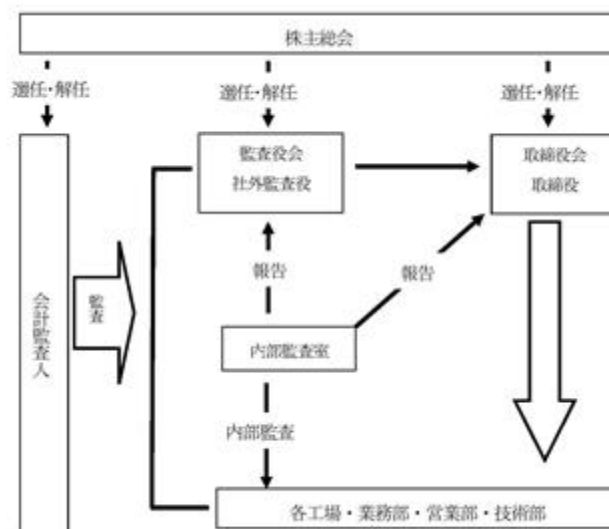 株主総会
選任・解任
選任・解任
選任・解任
監査役会
社外監査役
取締役会
取締役
報告
報告
会計監査人
監査
内部監査室
内部監査
各工場・業務部・営業部・技術部